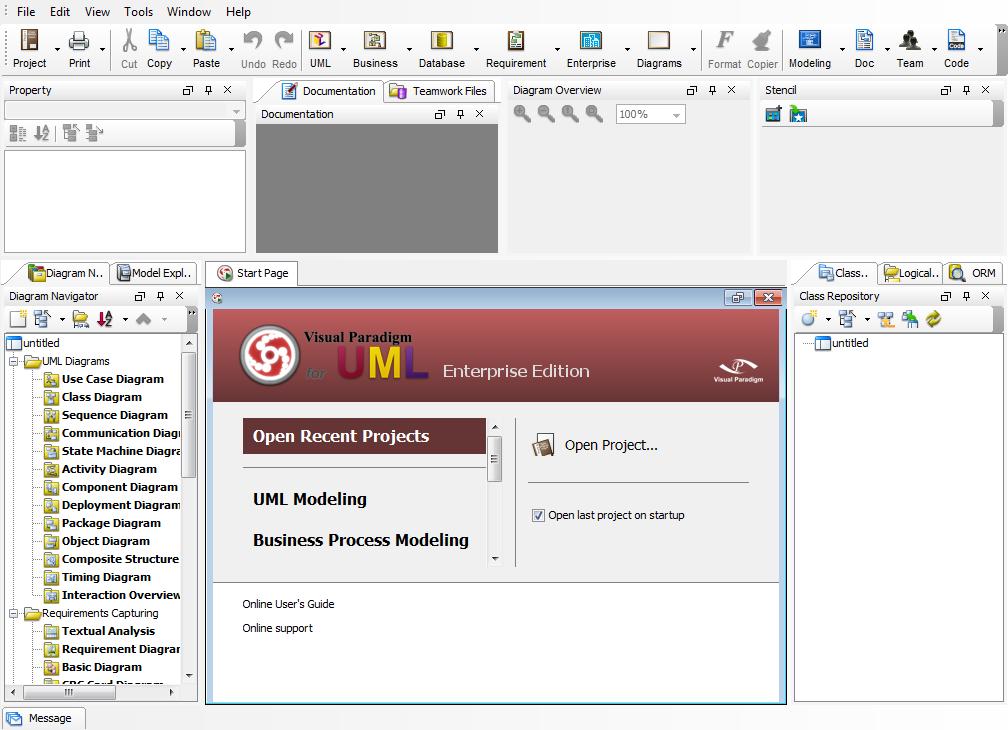 File Edit View Tools Window Help
Project Print Cut Copy Paste Undo Redo UML Business Database Requirement Enterprise Diagrams Format Copier Modeling Doc Team Code
Property
Documentation Teamwork Files
Documentation
Diagram Overview
100%
Stencil
Diagram N.. Model Expl..
Diagram Navigator
untitled
UML Diagrams
Use Case Diagram
Class Diagram
Sequence Diagram
Communication Diagr
State Machine Diagra
Activity Diagram
Component Diagram
Deployment Diagram
Package Diagram
Object Diagram
Composite Structure
Timing Diagram
Interaction Overview
Requirements Capturing
Textual Analysis
Requirement Diagram
Basic Diagram
CRC Card Diagram
Start Page
Visual Paradigm
for UML Enterprise Edition
Visual Paradigm
Open Recent Projects
UML Modeling
Business Process Modeling
Open Project...
Open last project on startup
Online User's Guide
Online support
Class.. Logical.. ORM
Class Repository
untitled
Message